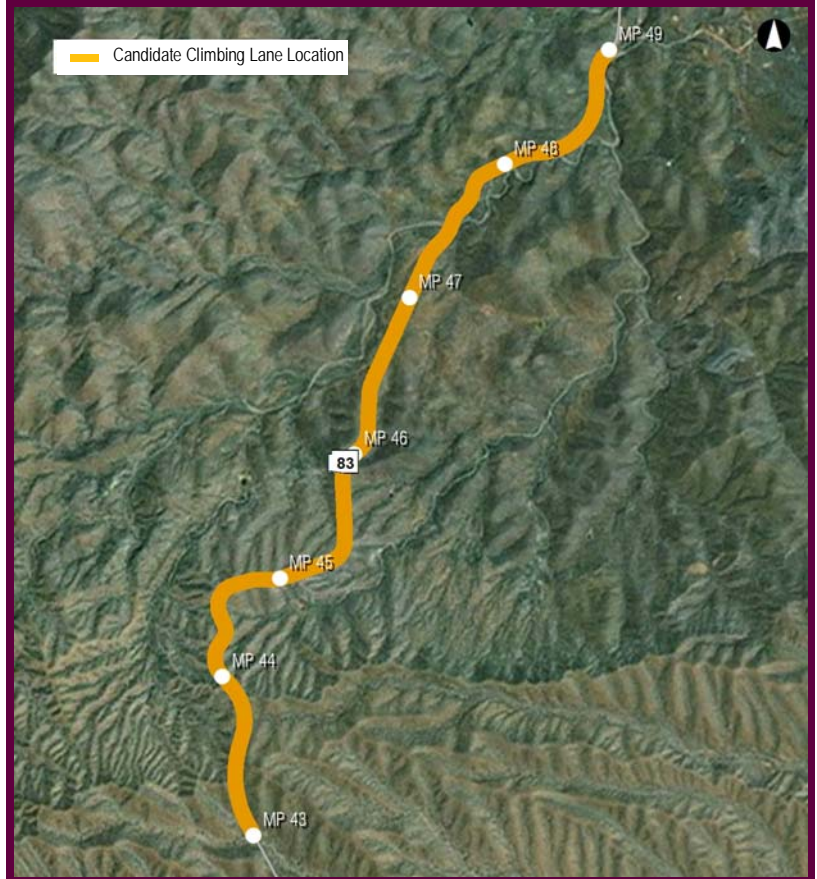 MP 49
Candidate Climbing Lane Location
MP 48
MP 47
MP 46
83
MP 45
MP 44
MP 43